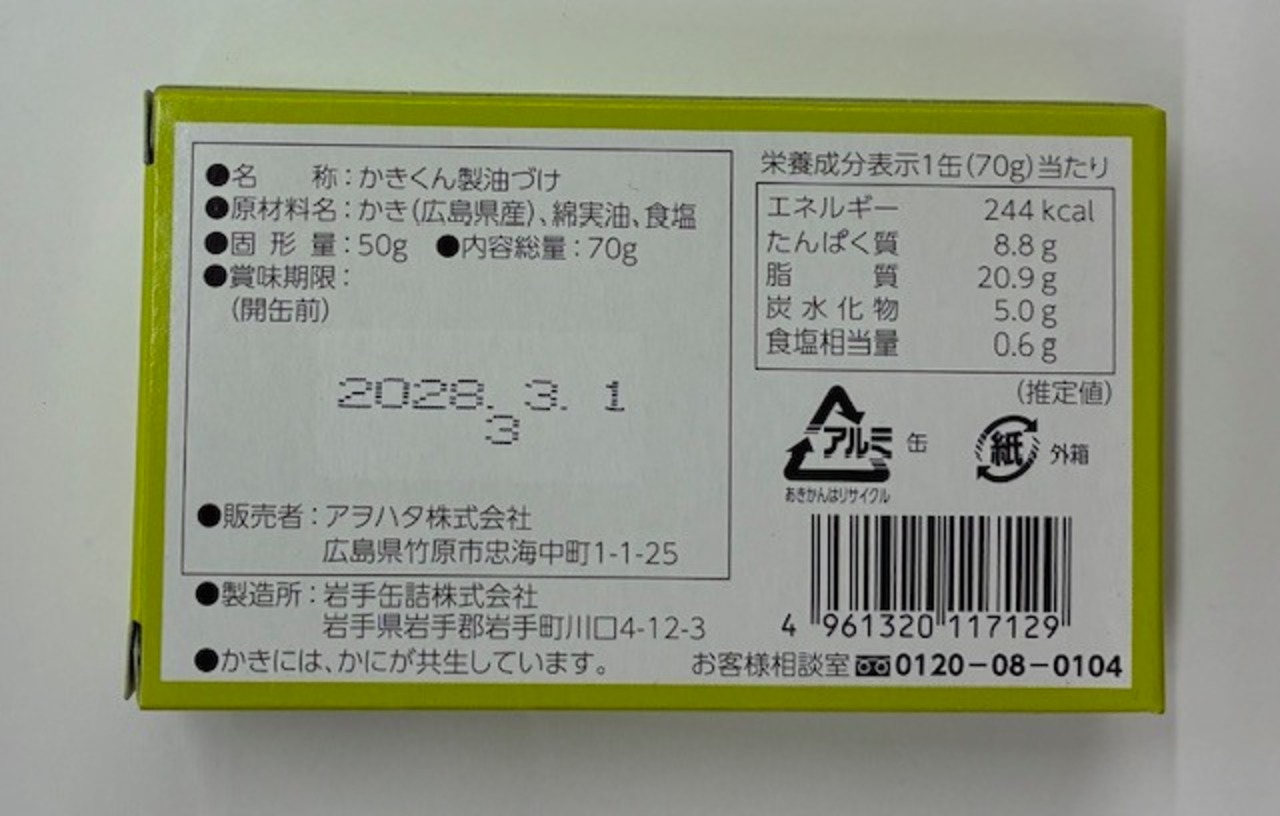 ●名　　称：かきくん製油づけ
●原材料名：かき（広島県産）、綿実油、食塩
●固 形 量：50g　●内容総量：70g
●賞味期限：
（開缶前）
2028. 3. 1
3
●販売者：アヲハタ株式会社
広島県竹原市忠海中町1-1-25
●製造所：岩手缶詰株式会社
岩手県岩手郡岩手町川口4-12-3
●かきには、かにが共生しています。
栄養成分表示1缶(70g)当たり
エネルギー　244 kcal
たんぱく質　8.8 g
脂　　質　20.9 g
炭 水 化 物　5.0 g
食塩相当量　0.6 g
（推定値）
アルミ 缶
あきかんはリサイクル
紙 外箱
4 961320 117129
お客様相談室 0120－08－0104